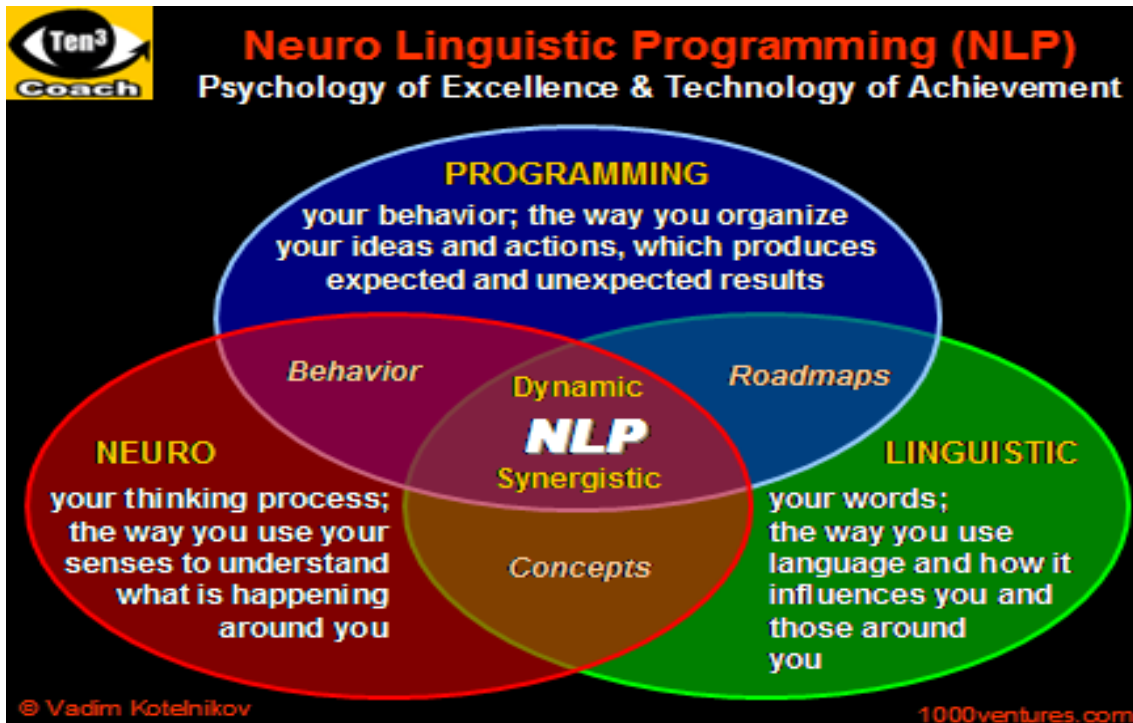 Ten³
Coach
Neuro Linguistic Programming (NLP)
Psychology of Excellence & Technology of Achievement
PROGRAMMING
your behavior; the way you organize
your ideas and actions, which produces
expected and unexpected results
Behavior
Roadmaps
Dynamic
NLP
Synergistic
NEURO
your thinking process;
the way you use your
senses to understand
what is happening
around you
LINGUISTIC
your words;
the way you use
language and how it
influences you and
those around
you
Concepts
© Vadim Kotelnikov
1000ventures.com